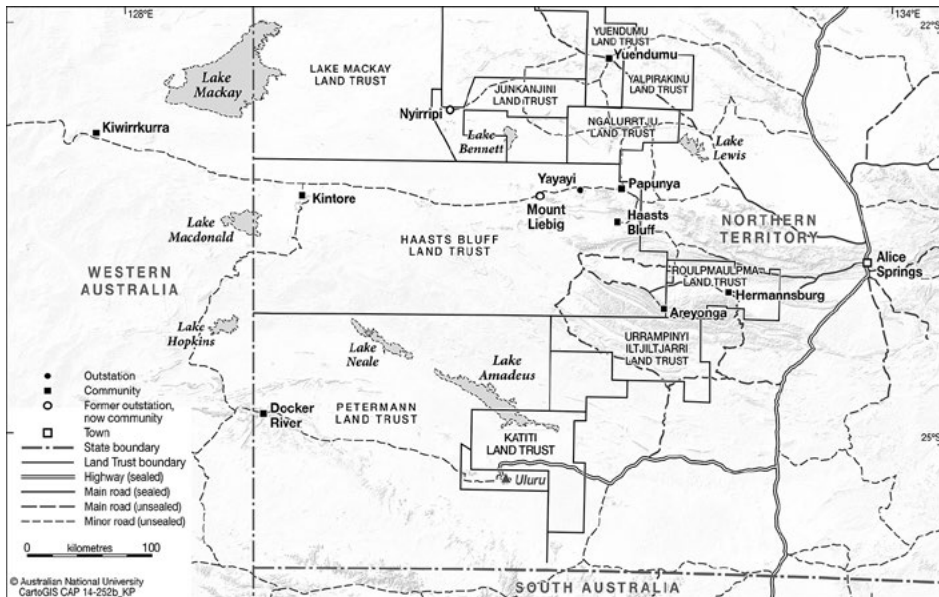 128°E
134°E
22°S
YUENDUMU
LAND TRUST
Yuendumu
YALPIRAKINU
LAND TRUST
LAKE MACKAY
LAND TRUST
Lake
Mackay
JUNKANJINI
LAND TRUST
Nyirripi
NGALURRTJU
LAND TRUST
Lake
Bennett
Lake
Lewis
Kiwirrkurra
Kintore
Yayayi
Papunya
Mount
Liebig
Haasts
Bluff
NORTHERN
TERRITORY
Lake
Macdonald
HAASTS BLUFF
LAND TRUST
Alice
Springs
WESTERN
AUSTRALIA
ROULPMAULPMA
LAND TRUST
Hermannsburg
Areyonga
Lake
Hopkins
URRAMPINYI
ILTJILTJARRI
LAND TRUST
Lake
Neale
Lake
Amadeus
Docker
River
PETERMANN
LAND TRUST
KATITI
LAND TRUST
25°S
Uluru
Outstation
Community
Former outstation,
now community
Town
State boundary
Land Trust boundary
Highway (sealed)
Main road (sealed)
Main road (unsealed)
Minor road (unsealed)
0 kilometres 100
© Australian National University
CartoGIS CAP 14-252b_KP
SOUTH AUSTRALIA